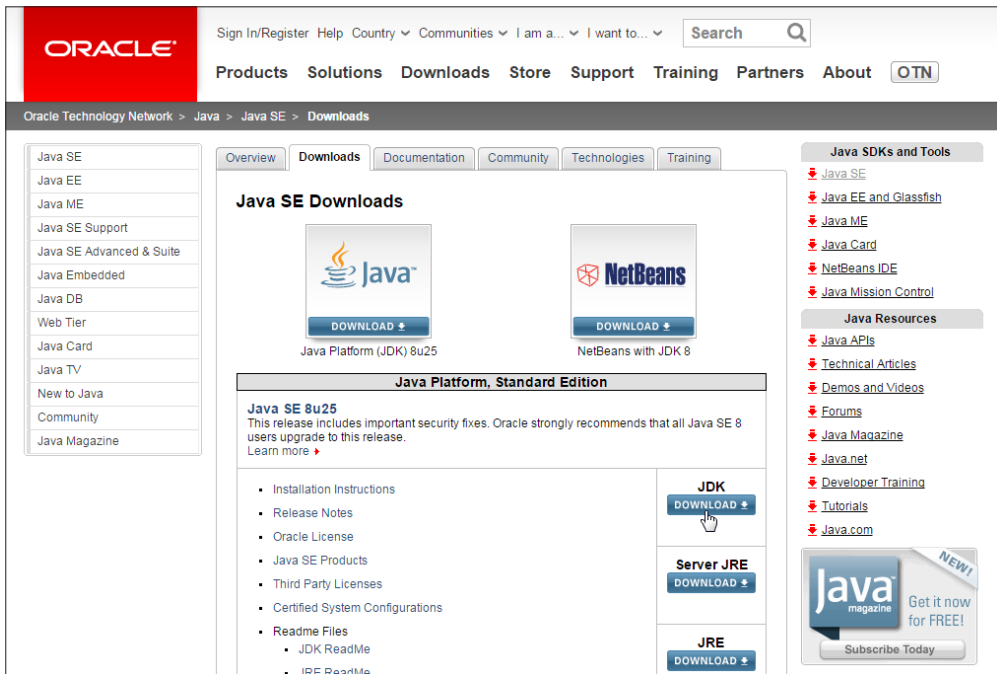 ORACLE
Sign In/Register Help Country Communities I am a... I want to... Search
Products Solutions Downloads Store Support Training Partners About OTN
Oracle Technology Network > Java > Java SE > Downloads
Java SE
Java EE
Java ME
Java SE Support
Java SE Advanced & Suite
Java Embedded
Java DB
Web Tier
Java Card
Java TV
New to Java
Community
Java Magazine
Overview Downloads Documentation Community Technologies Training
Java SE Downloads
Java™
DOWNLOAD
Java Platform (JDK) 8u25
NetBeans
DOWNLOAD
NetBeans with JDK 8
Java Platform, Standard Edition
Java SE 8u25
This release includes important security fixes. Oracle strongly recommends that all Java SE 8
users upgrade to this release.
Learn more
Installation Instructions
Release Notes
Oracle License
Java SE Products
Third Party Licenses
Certified System Configurations
Readme Files
JDK ReadMe
JRE ReadMe
JDK
DOWNLOAD
Server JRE
DOWNLOAD
JRE
DOWNLOAD
Java SDKs and Tools
Java SE
Java EE and Glassfish
Java ME
Java Card
NetBeans IDE
Java Mission Control
Java Resources
Java APIs
Technical Articles
Demos and Videos
Forums
Java Magazine
Java.net
Developer Training
Tutorials
Java.com
NEW!
Java
magazine
Get it now
for FREE!
Subscribe Today